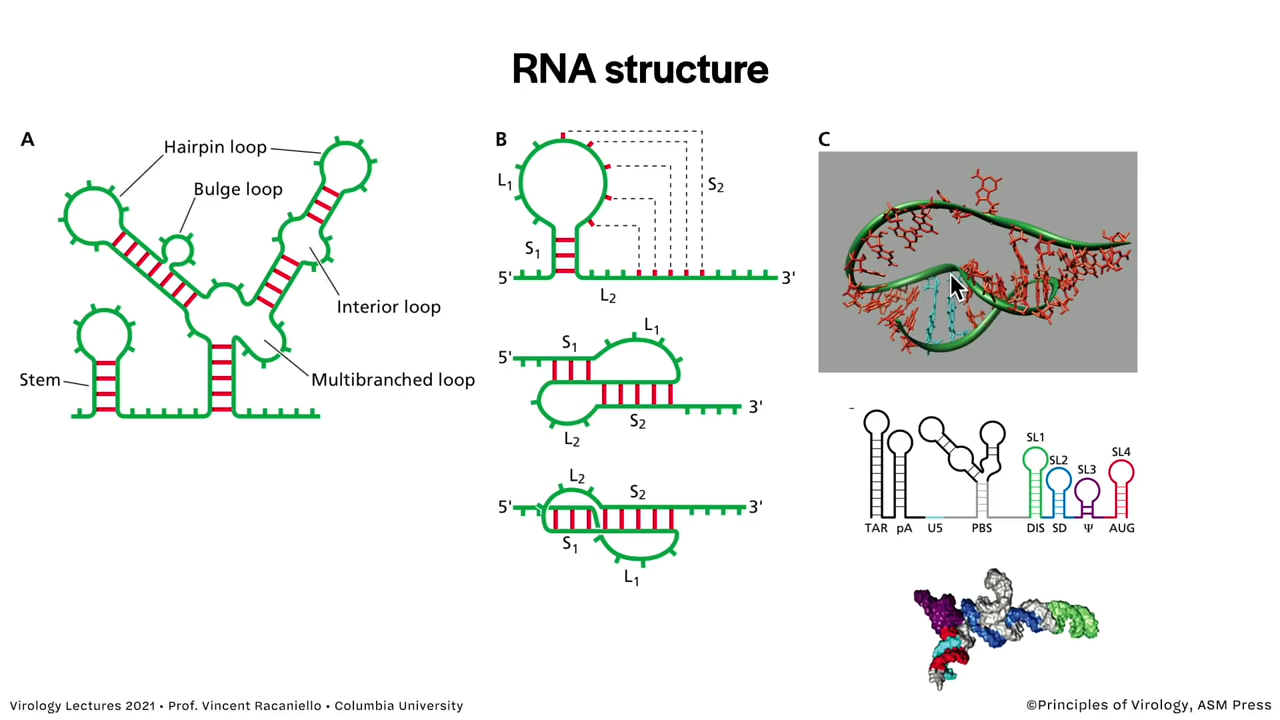 RNA structure
A
Hairpin loop
Bulge loop
Interior loop
Stem
Multibranched loop
B
L1
S2
S1
5'
3'
L2
S1
L1
5'
3'
L2
S2
L2
S2
5'
3'
S1
L1
C
SL1
SL2
SL3
SL4
TAR pA U5 PBS DIS SD Ψ AUG
Virology Lectures 2021 • Prof. Vincent Racaniello • Columbia University
©Principles of Virology, ASM Press